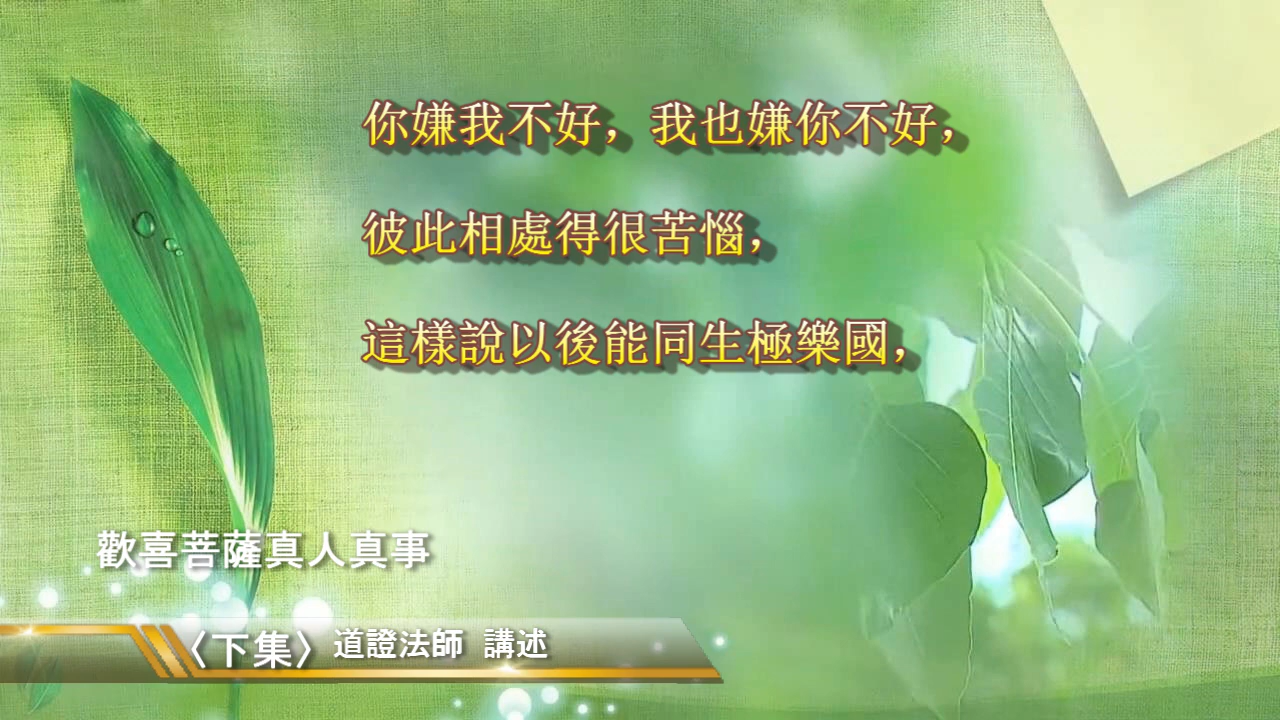 你嫌我不好，我也嫌你不好，
彼此相處得很苦惱，
這樣說以後能同生極樂國，
歡喜菩薩真人真事
〈下集〉道證法師 講述